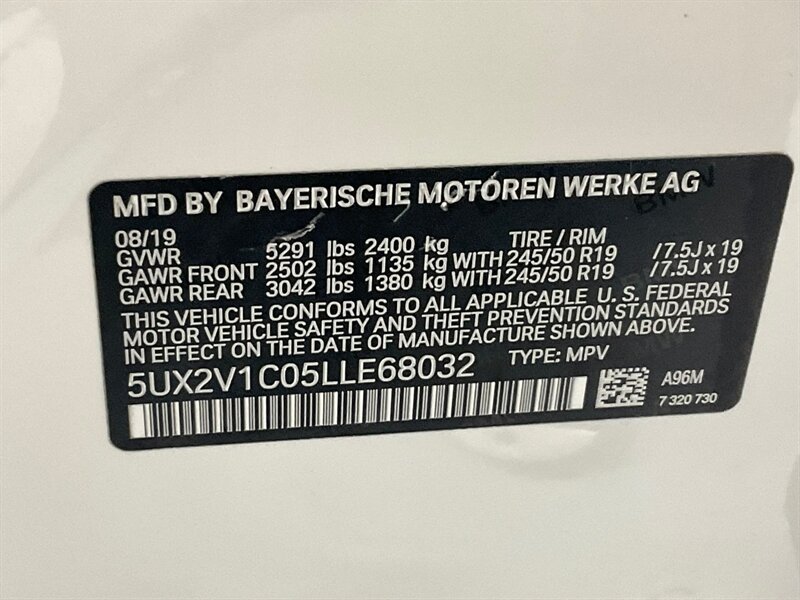 MFD BY BAYERISCHE MOTOREN WERKE AG
08/19 TIRE / RIM
GVWR 5291 lbs 2400 kg
GAWR FRONT 2502 lbs 1135 kg WITH 245/50 R19 /7.5J x 19
GAWR REAR 3042 lbs 1380 kg WITH 245/50 R19 /7.5J x 19
THIS VEHICLE CONFORMS TO ALL APPLICABLE U. S. FEDERAL
MOTOR VEHICLE SAFETY AND THEFT PREVENTION STANDARDS
IN EFFECT ON THE DATE OF MANUFACTURE SHOWN ABOVE.
5UX2V1C05LLE68032 TYPE: MPV
A96M
7 320 730
BMW